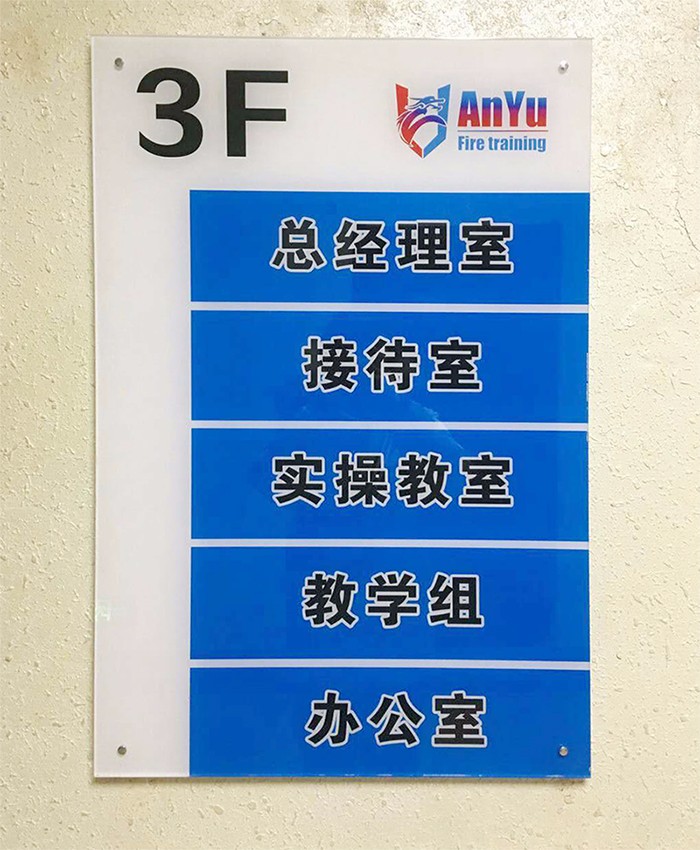 3F
AnYu
Fire training
总经理室
接待室
实操教室
教学组
办公室